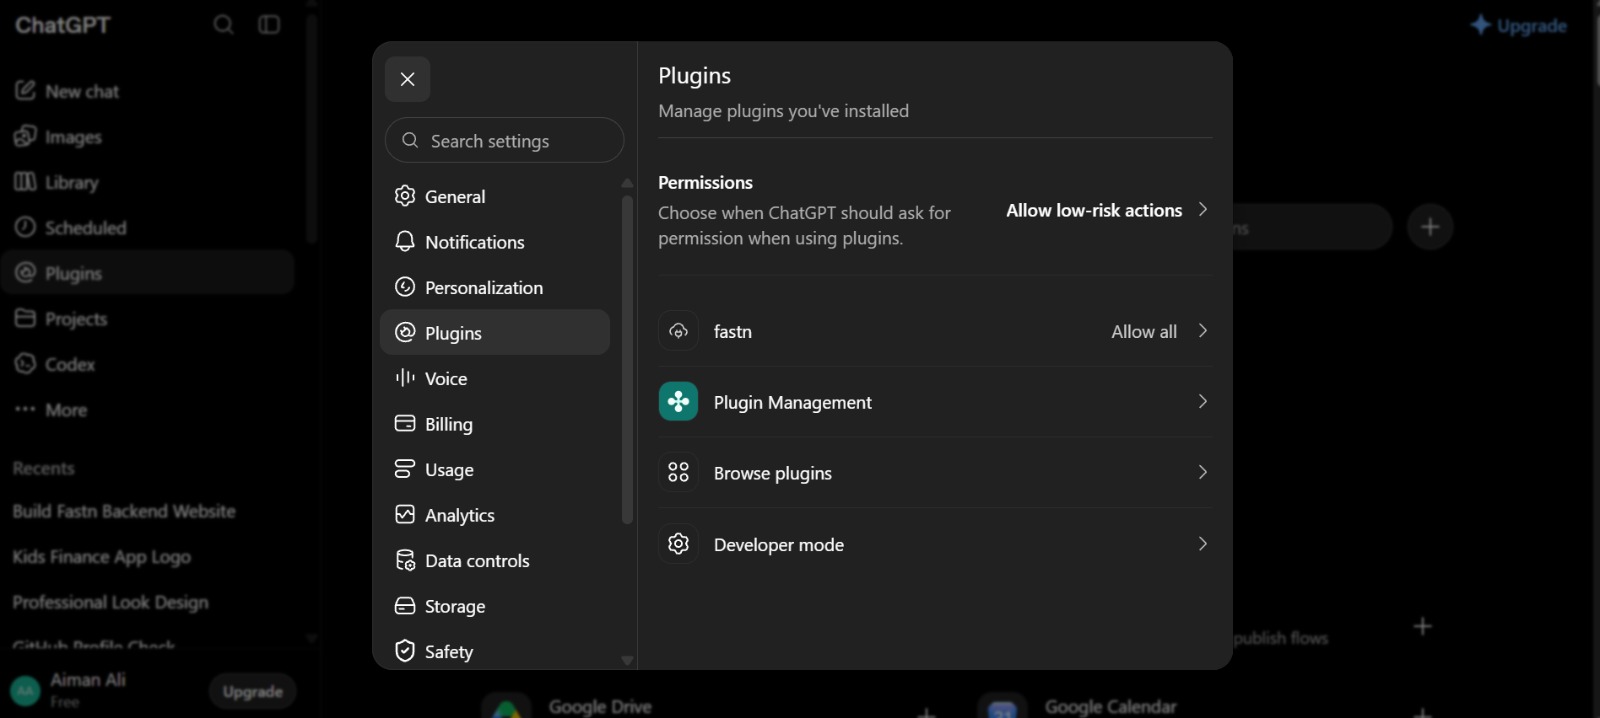 ChatGPT
New chat
Images
Library
Scheduled
Plugins
Projects
Codex
More
Recents
Build Fastn Backend Website
Kids Finance App Logo
Professional Look Design
GitHub Profile Check
AA
Aiman Ali
Free
Upgrade
Search settings
General
Notifications
Personalization
Plugins
Voice
Billing
Usage
Analytics
Data controls
Storage
Safety
Plugins
Manage plugins you've installed
Permissions
Choose when ChatGPT should ask for
permission when using plugins.
Allow low-risk actions
fastn
Allow all
Plugin Management
Browse plugins
Developer mode
Upgrade
publish flows
Google Drive
Google Calendar